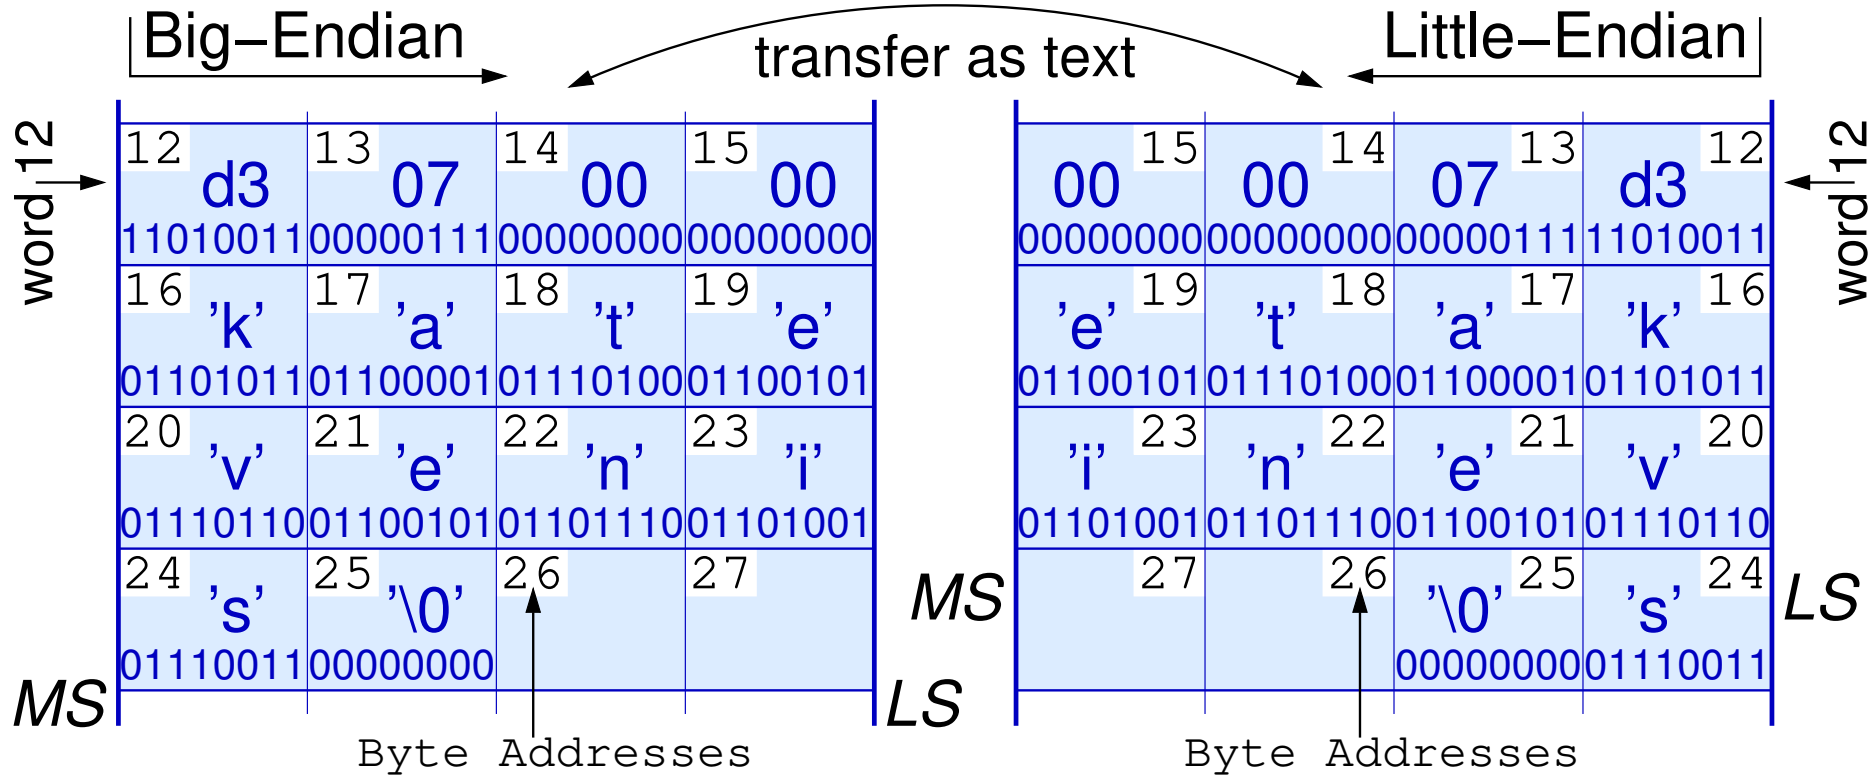 Big–Endian
transfer as text
Little–Endian
word 12
12 13 14 15
d3 07 00 00
11010011 00000111 00000000 00000000
16 17 18 19
’k’ ’a’ ’t’ ’e’
01101011 01100001 01110100 01100101
20 21 22 23
’v’ ’e’ ’n’ ’i’
01110110 01100101 01101110 01101001
24 25 26 27
’s’ ’\0’
01110011 00000000
MS
LS
Byte Addresses
15 14 13 12
00 00 07 d3
00000000 00000000 00000111 11010011
19 18 17 16
’e’ ’t’ ’a’ ’k’
01100101 01110100 01100001 01101011
23 22 21 20
’i’ ’n’ ’e’ ’v’
01101001 01101110 01100101 01110110
27 26 25 24
’\0’ ’s’
00000000 01110011
MS
LS
word 12
Byte Addresses